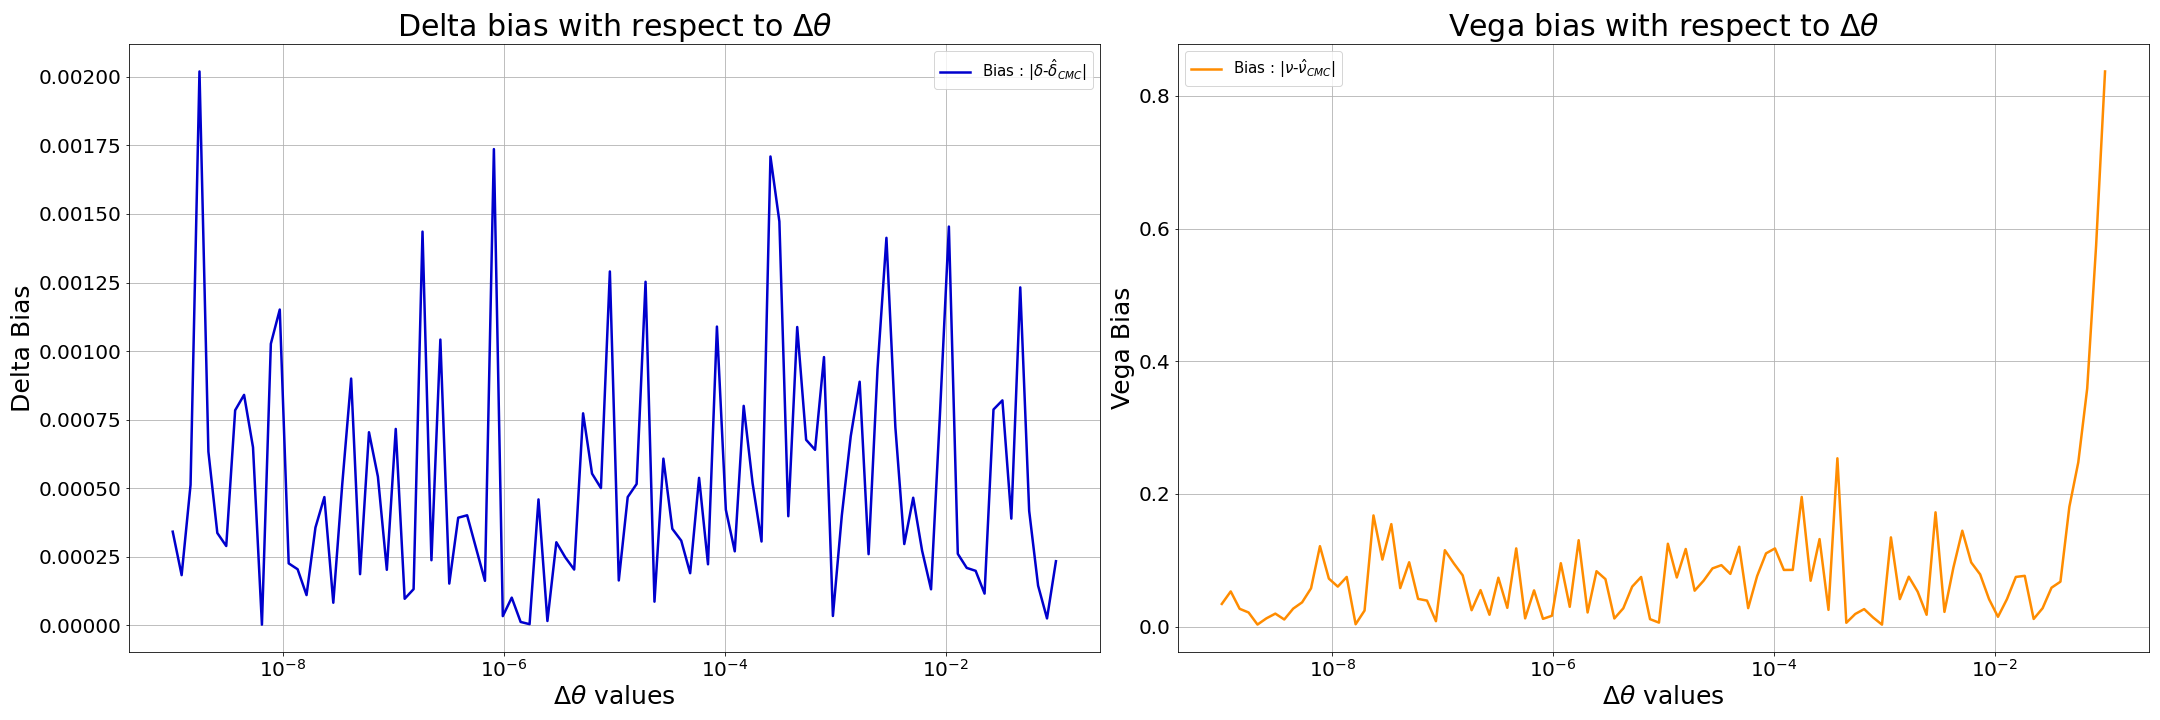 Delta bias with respect to Δθ
Bias : |δ-δ̂_CMC|
0.00200
0.00175
0.00150
0.00125
0.00100
0.00075
0.00050
0.00025
0.00000
Delta Bias
10⁻⁸ 10⁻⁶ 10⁻⁴ 10⁻²
Δθ values
Vega bias with respect to Δθ
Bias : |ν-ν̂_CMC|
0.8
0.6
0.4
0.2
0.0
Vega Bias
10⁻⁸ 10⁻⁶ 10⁻⁴ 10⁻²
Δθ values